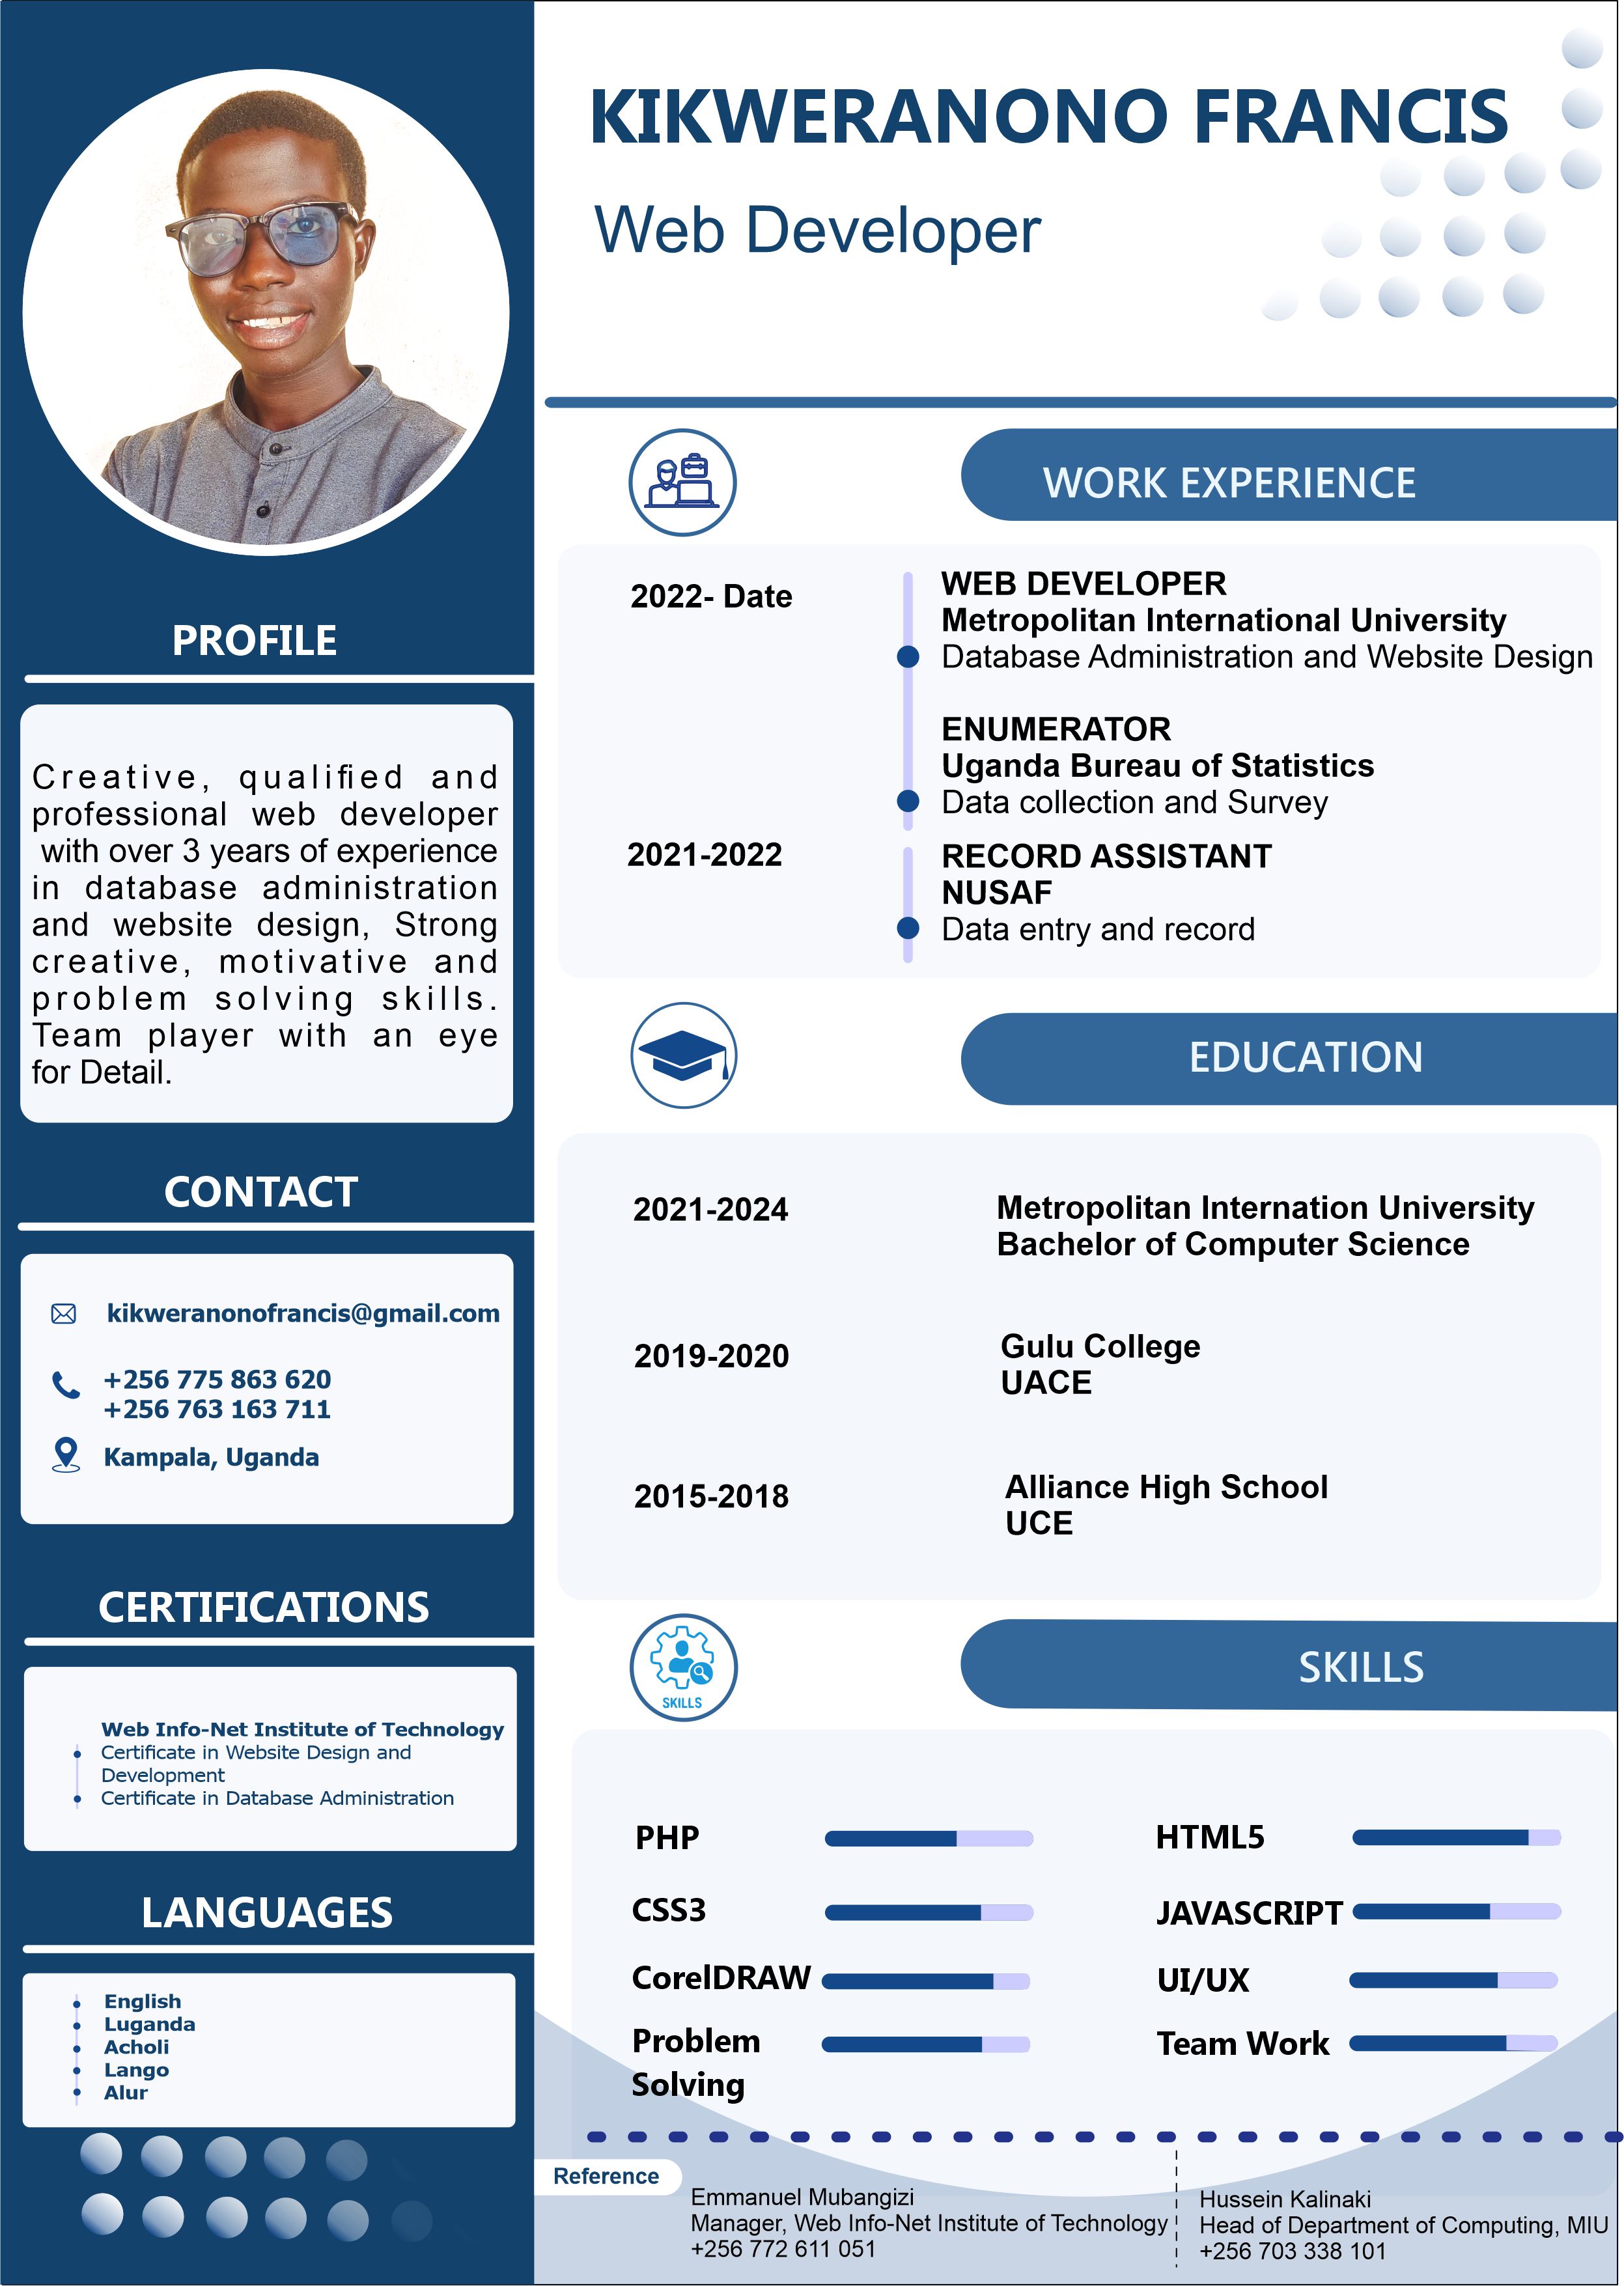 KIKWERANONO FRANCIS
Web Developer
PROFILE
Creative, qualified and
professional web developer
with over 3 years of experience
in database administration
and website design, Strong
creative, motivative and
problem solving skills.
Team player with an eye
for Detail.
CONTACT
kikweranonofrancis@gmail.com
+256 775 863 620
+256 763 163 711
Kampala, Uganda
CERTIFICATIONS
Web Info-Net Institute of Technology
Certificate in Website Design and
Development
Certificate in Database Administration
LANGUAGES
English
Luganda
Acholi
Lango
Alur
WORK EXPERIENCE
2022- Date
WEB DEVELOPER
Metropolitan International University
Database Administration and Website Design
ENUMERATOR
Uganda Bureau of Statistics
Data collection and Survey
2021-2022
RECORD ASSISTANT
NUSAF
Data entry and record
EDUCATION
2021-2024
Metropolitan Internation University
Bachelor of Computer Science
2019-2020
Gulu College
UACE
2015-2018
Alliance High School
UCE
SKILLS
SKILLS
PHP
HTML5
CSS3
JAVASCRIPT
CorelDRAW
UI/UX
Problem
Solving
Team Work
Reference
Emmanuel Mubangizi
Manager, Web Info-Net Institute of Technology
+256 772 611 051
Hussein Kalinaki
Head of Department of Computing, MIU
+256 703 338 101